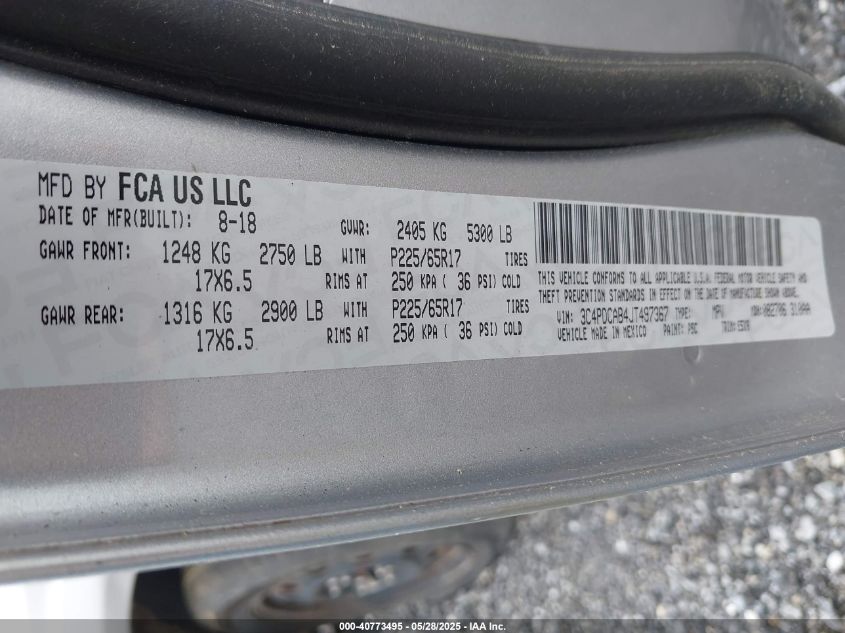 MFD BY FCA US LLC
DATE OF MFR(BUILT): 8-18 GVWR: 2405 KG 5300 LB
GAWR FRONT: 1248 KG 2750 LB WITH P225/65R17 TIRES
17X6.5 RIMS AT 250 KPA ( 36 PSI) COLD
GAWR REAR: 1316 KG 2900 LB WITH P225/65R17 TIRES
17X6.5 RIMS AT 250 KPA ( 36 PSI) COLD
THIS VEHICLE CONFORMS TO ALL APPLICABLE U.S.A. FEDERAL MOTOR VEHICLE SAFETY AND
THEFT PREVENTION STANDARDS IN EFFECT ON THE DATE OF MANUFACTURE SHOWN ABOVE.
VIN: 3C4PDCAB4JT497367 TYPE: MPV
VEHICLE MADE IN MEXICO PAINT: PSC TRIM:
000-40773495 - 05/28/2025 - IAA Inc.